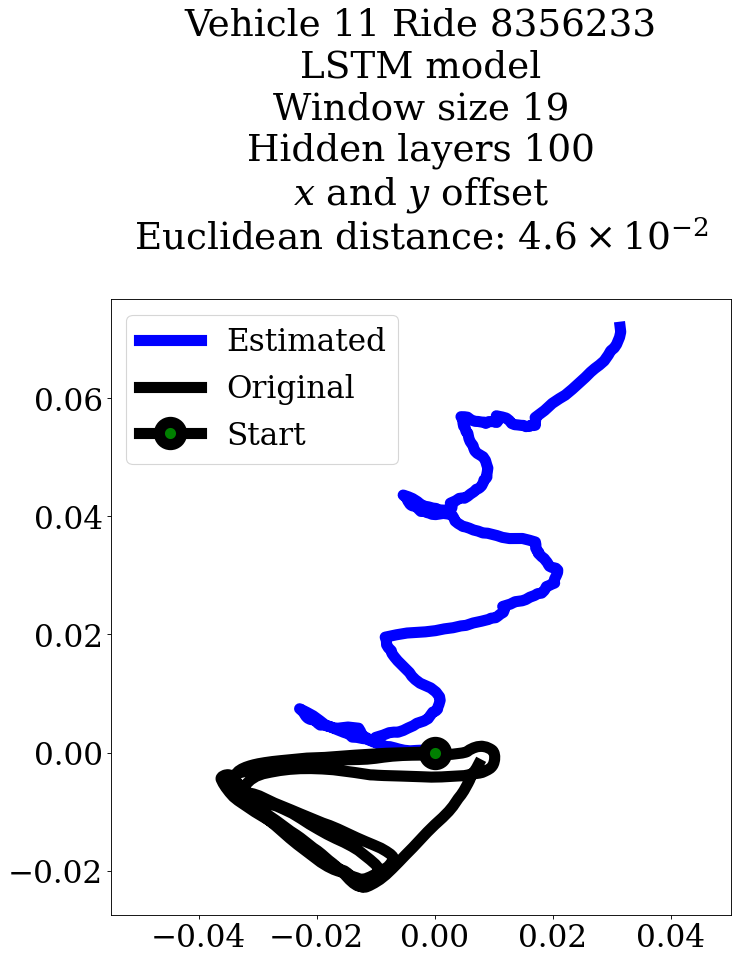 Vehicle 11 Ride 8356233
LSTM model
Window size 19
Hidden layers 100
x and y offset
Euclidean distance: 4.6 × 10⁻²
Estimated
Original
Start
0.06
0.04
0.02
0.00
−0.02
−0.04 −0.02 0.00 0.02 0.04